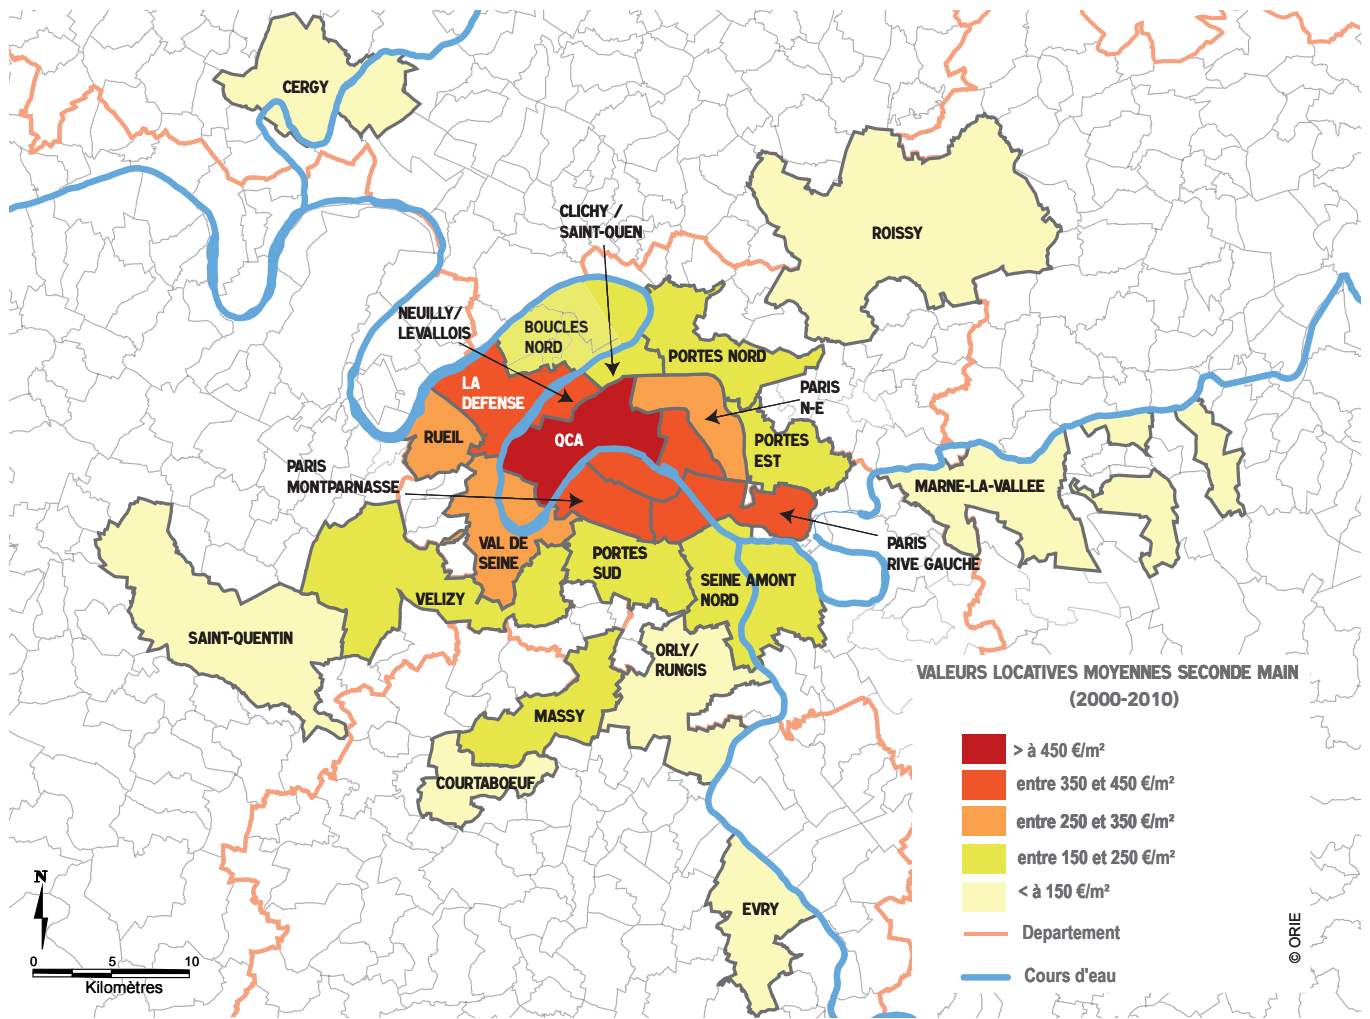 CERGY
ROISSY
CLICHY /
SAINT-OUEN
NEUILLY/
LEVALLOIS
BOUCLES
NORD
PORTES NORD
LA
DEFENSE
PARIS
N-E
RUEIL
QCA
PORTES
EST
PARIS
MONTPARNASSE
MARNE-LA-VALLEE
VAL DE
SEINE
PORTES
SUD
PARIS
RIVE GAUCHE
SEINE AMONT
NORD
VELIZY
SAINT-QUENTIN
ORLY/
RUNGIS
MASSY
COURTABOEUF
EVRY
VALEURS LOCATIVES MOYENNES SECONDE MAIN
(2000-2010)
> à 450 €/m²
entre 350 et 450 €/m²
entre 250 et 350 €/m²
entre 150 et 250 €/m²
< à 150 €/m²
Departement
Cours d'eau
N
0 5 10
Kilomètres
© ORIE